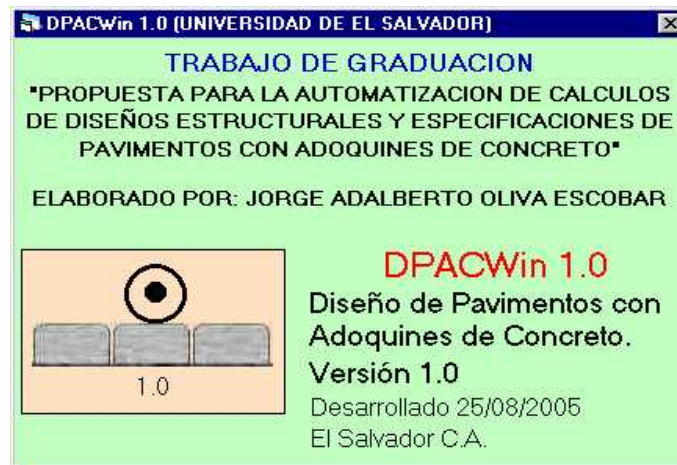 DPACWin 1.0 (UNIVERSIDAD DE EL SALVADOR)
TRABAJO DE GRADUACION
"PROPUESTA PARA LA AUTOMATIZACION DE CALCULOS
DE DISEÑOS ESTRUCTURALES Y ESPECIFICACIONES DE
PAVIMENTOS CON ADOQUINES DE CONCRETO"
ELABORADO POR: JORGE ADALBERTO OLIVA ESCOBAR
1.0
DPACWin 1.0
Diseño de Pavimentos con
Adoquines de Concreto.
Versión 1.0
Desarrollado 25/08/2005
El Salvador C.A.